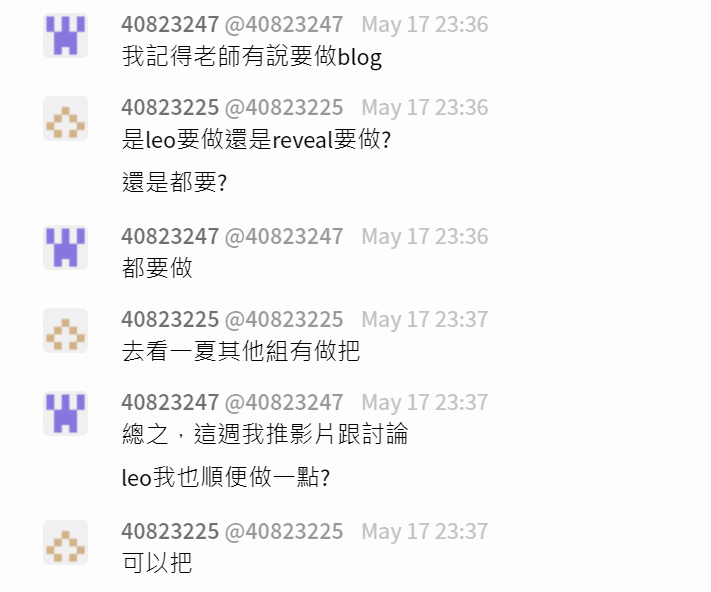 40823247 @40823247 May 17 23:36
我記得老師有說要做blog
40823225 @40823225 May 17 23:36
是leo要做還是reveal要做?
還是都要?
40823247 @40823247 May 17 23:36
都要做
40823225 @40823225 May 17 23:37
去看一夏其他組有做把
40823247 @40823247 May 17 23:37
總之，這週我推影片跟討論
leo我也順便做一點?
40823225 @40823225 May 17 23:37
可以把